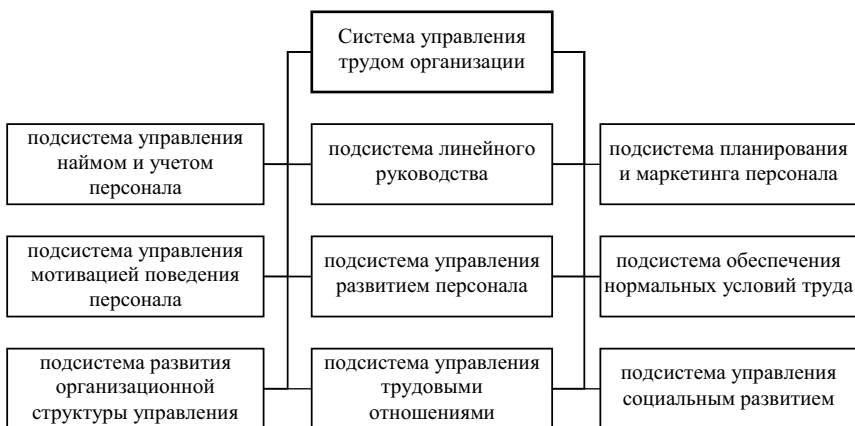 Система управления
трудом организации
подсистема управления
наймом и учетом
персонала
подсистема линейного
руководства
подсистема планирования
и маркетинга персонала
подсистема управления
мотивацией поведения
персонала
подсистема управления
развитием персонала
подсистема обеспечения
нормальных условий труда
подсистема развития
организационной
структуры управления
подсистема управления
трудовыми
отношениями
подсистема управления
социальным развитием